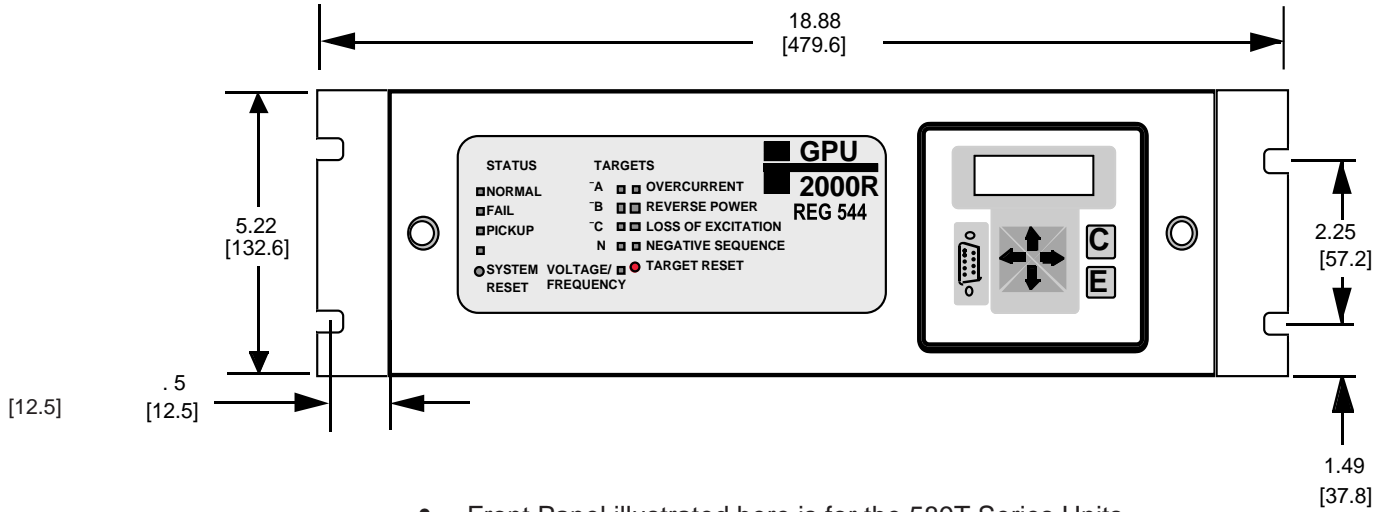 18.88
[479.6]
5.22
[132.6]
STATUS
NORMAL
FAIL
PICKUP
SYSTEM
RESET
TARGETS
¯A
¯B
¯C
N
VOLTAGE/
FREQUENCY
OVERCURRENT
REVERSE POWER
LOSS OF EXCITATION
NEGATIVE SEQUENCE
TARGET RESET
GPU
2000R
REG 544
C
E
2.25
[57.2]
. 5
[12.5]
[12.5]
1.49
[37.8]